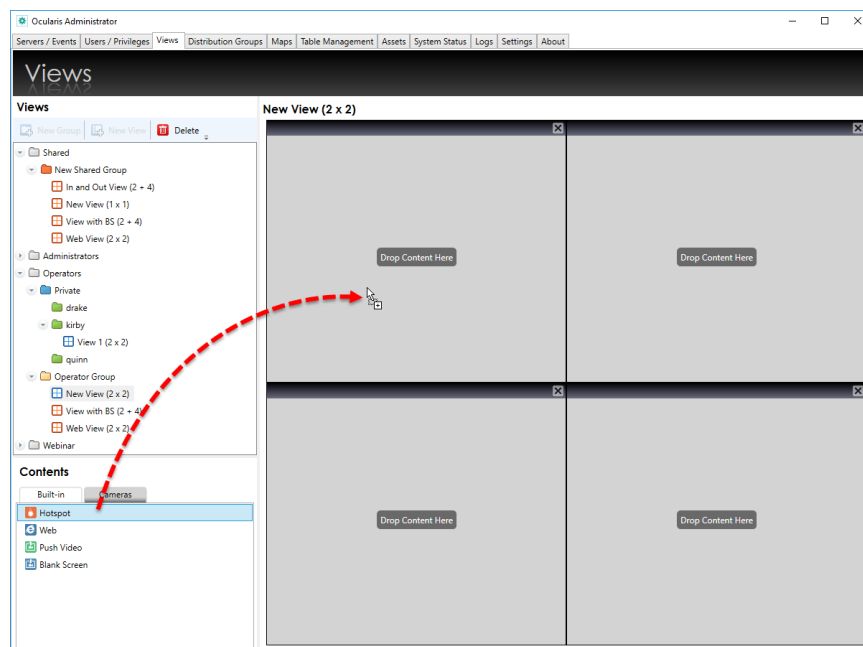 Ocularis Administrator
Servers / Events Users / Privileges Views Distribution Groups Maps Table Management Assets System Status Logs Settings About
Views
Views
New Group New View Delete
Shared
New Shared Group
In and Out View (2 + 4)
New View (1 x 1)
View with BS (2 + 4)
Web View (2 x 2)
Administrators
Operators
Private
drake
kirby
View 1 (2 x 2)
quinn
Operator Group
New View (2 x 2)
View with BS (2 + 4)
Web View (2 x 2)
Webinar
Contents
Built-in Cameras
Hotspot
Web
Push Video
Blank Screen
New View (2 x 2)
Drop Content Here Drop Content Here
Drop Content Here Drop Content Here